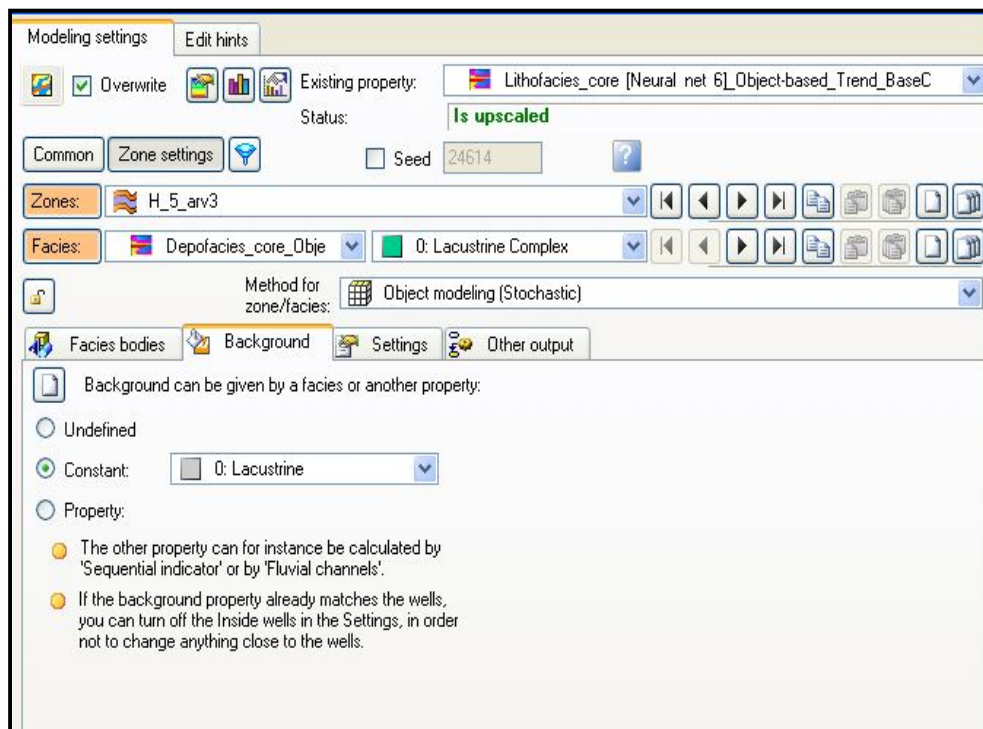 Modeling settings Edit hints
Overwrite Existing property: Lithofacies_core [Neural net 6]_Object-based_Trend_BaseC
Status: Is upscaled
Common Zone settings Seed 24614 ?
Zones: H_5_arv3
Facies: Depofacies_core_Obje 0: Lacustrine Complex
Method for
zone/facies: Object modeling (Stochastic)
Facies bodies Background Settings Other output
Background can be given by a facies or another property:
Undefined
Constant: 0: Lacustrine
Property:
The other property can for instance be calculated by
'Sequential indicator' or by 'Fluvial channels'.
If the background property already matches the wells,
you can turn off the Inside wells in the Settings, in order
not to change anything close to the wells.